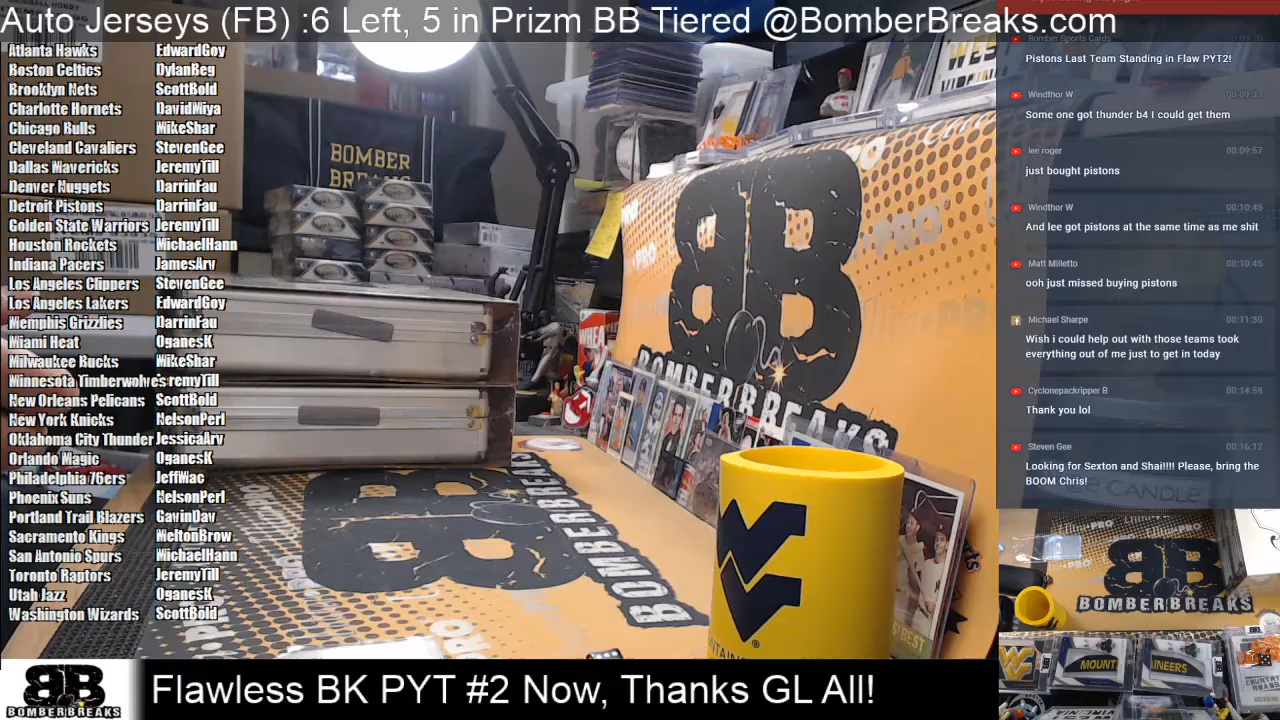 Auto Jerseys (FB) :6 Left, 5 in Prizm BB Tiered @BomberBreaks.com
Atlanta Hawks EdwardGoy
Boston Celtics DylanBeg
Brooklyn Nets ScottBold
Charlotte Hornets DavidMiya
Chicago Bulls MikeShar
Cleveland Cavaliers StevenGee
Dallas Mavericks JeremyTill
Denver Nuggets DarrinFau
Detroit Pistons DarrinFau
Golden State Warriors JeremyTill
Houston Rockets MichaelHann
Indiana Pacers JamesArv
Los Angeles Clippers StevenGee
Los Angeles Lakers EdwardGoy
Memphis Grizzlies DarrinFau
Miami Heat OganesK
Milwaukee Bucks MikeShar
Minnesota Timberwolves JeremyTill
New Orleans Pelicans ScottBold
New York Knicks NelsonPerl
Oklahoma City Thunder JessicaArv
Orlando Magic OganesK
Philadelphia 76ers JeffWac
Phoenix Suns NelsonPerl
Portland Trail Blazers GavinDav
Sacramento Kings WeltonBrow
San Antonio Spurs MichaelHann
Toronto Raptors JeremyTill
Utah Jazz OganesK
Washington Wizards ScottBold
BOMBER
BREAKS
BOMBERBREAKS
BOMBERBREAKS
Bomber Sports Cards 00:09:20
Pistons Last Team Standing in Flaw PYT2!
Windthor W 00:09:33
Some one got thunder b4 I could get them
lee roger 00:09:57
just bought pistons
Windthor W 00:10:45
And lee got pistons at the same time as me shit
Matt Milletto 00:10:45
ooh just missed buying pistons
Michael Sharpe 00:11:30
Wish i could help out with those teams took
everything out of me just to get in today
Cyclonepackripper B 00:14:59
Thank you lol
Steven Gee 00:16:12
Looking for Sexton and Shai!!!! Please, bring the
BOOM Chris!
BOMBERBREAKS
MOUNT
AINEERS
BOMBERBREAKS
Flawless BK PYT #2 Now, Thanks GL All!